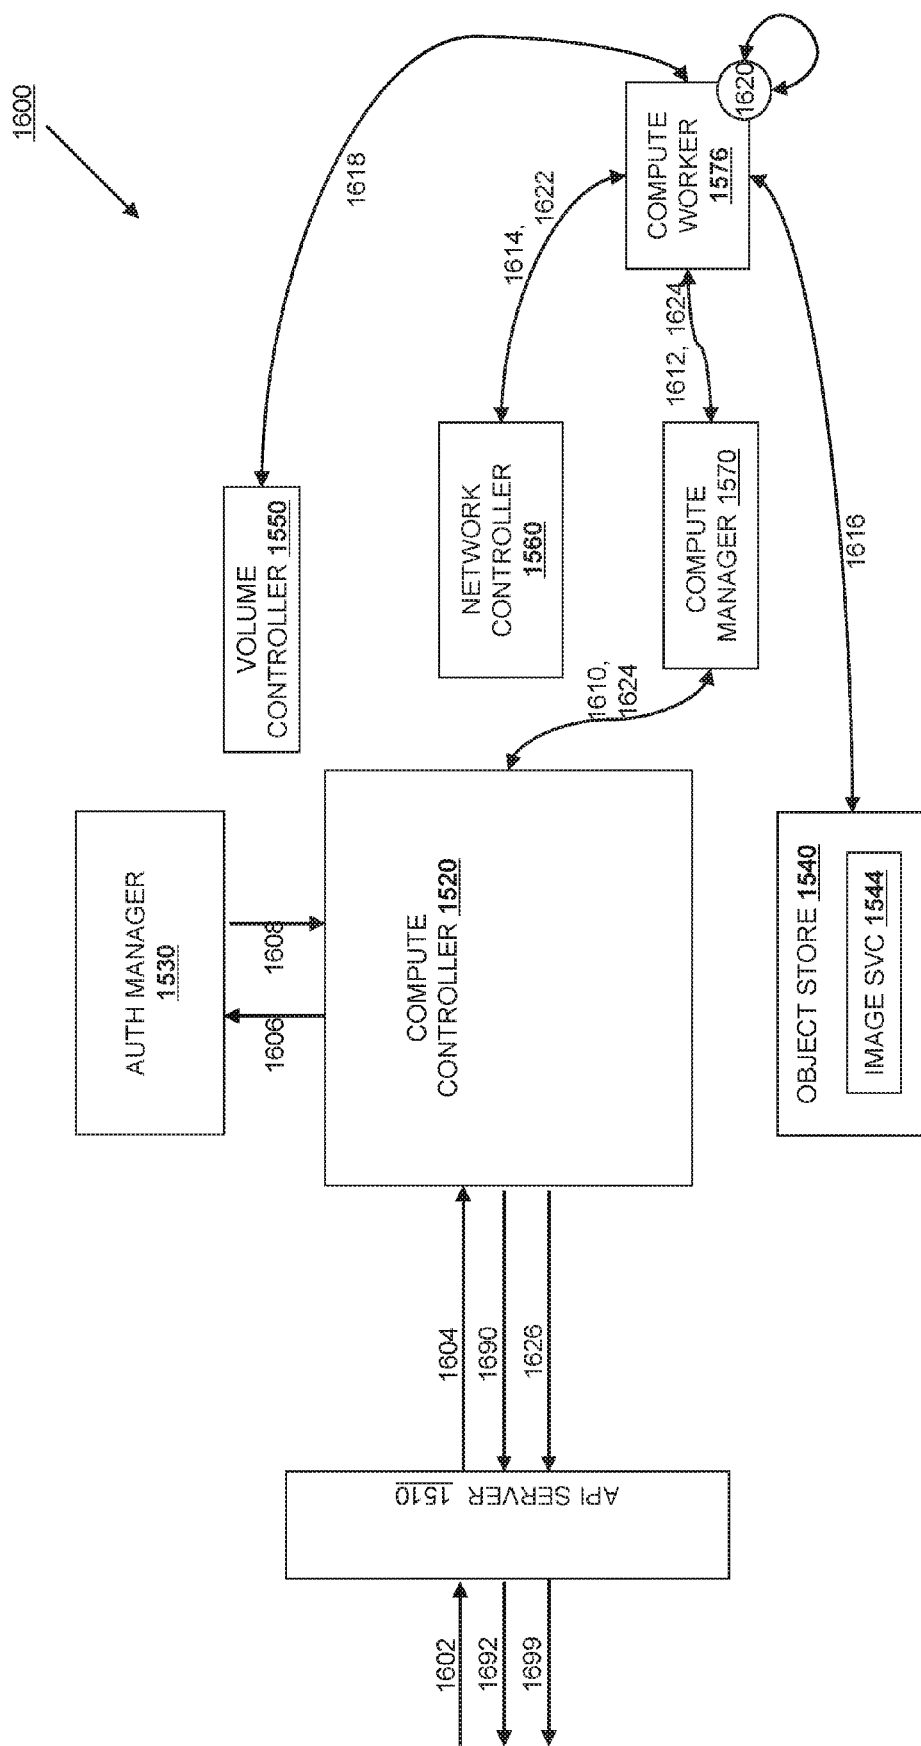 1600
AUTH MANAGER
1530
VOLUME
CONTROLLER 1550
1618
1606
1608
1614,
1622
NETWORK
CONTROLLER
1560
COMPUTE
WORKER
1576
1620
1602
1692
1699
API SERVER 1510
1604
1690
1626
COMPUTE
CONTROLLER 1520
1610,
1624
COMPUTE
MANAGER 1570
1612, 1624
OBJECT STORE 1540
IMAGE SVC 1544
1616